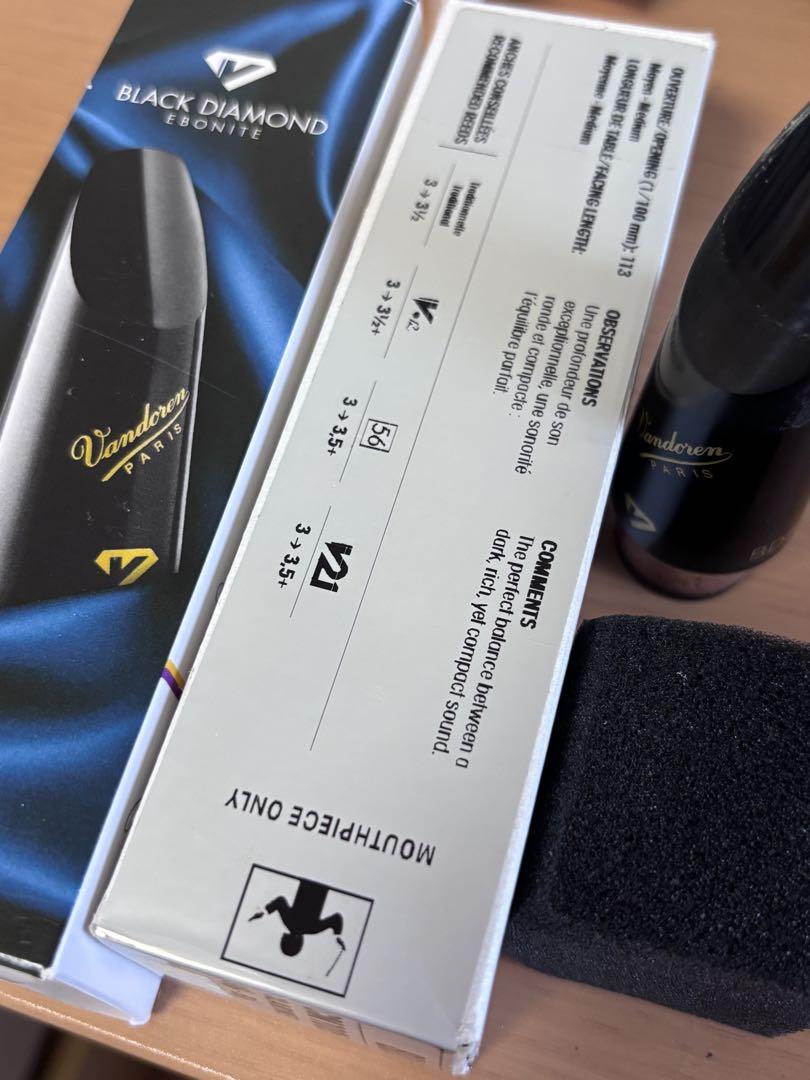 BLACK DIAMOND
EBONITE
Vandoren
PARIS
OUVERTURE/OPENING (1/100 mm): 113
Moyen - Medium
LONGUEUR DE TABLE/FACING LENGTH:
Moyenne - Medium
ANCHES CONSEILLÉES
RECOMMENDED REEDS
Traditionnelle
Traditional
3 → 3½
V•12
3 → 3½+
56
3 → 3.5+
V21
3 → 3.5+
OBSERVATIONS
Une profondeur de son
exceptionnelle, une sonorité
ronde et compacte :
l'équilibre parfait.
COMMENTS
The perfect balance between a
dark, rich, yet compact sound.
MOUTHPIECE ONLY
Vandoren
PARIS